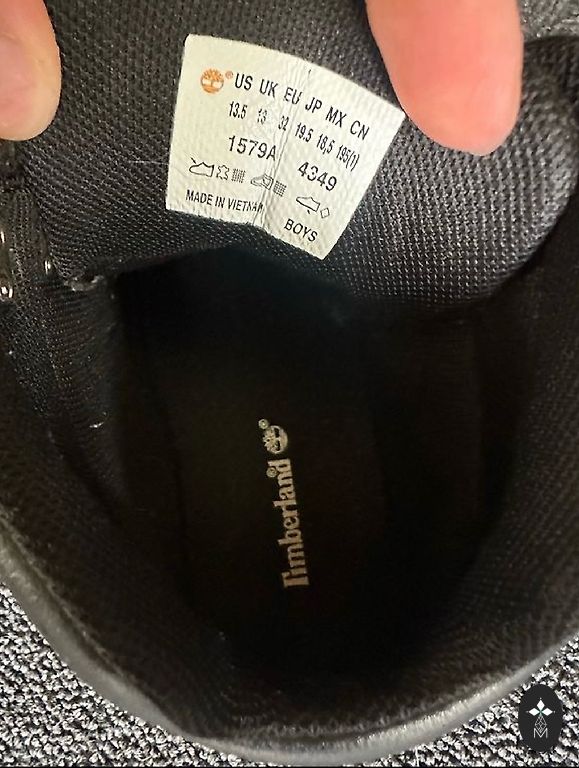 ® US UK EU JP MX CN
13.5 13 32 19.5 18,5 195(1)
1579A 4349
MADE IN VIETNAM
BOYS
Timberland®
M